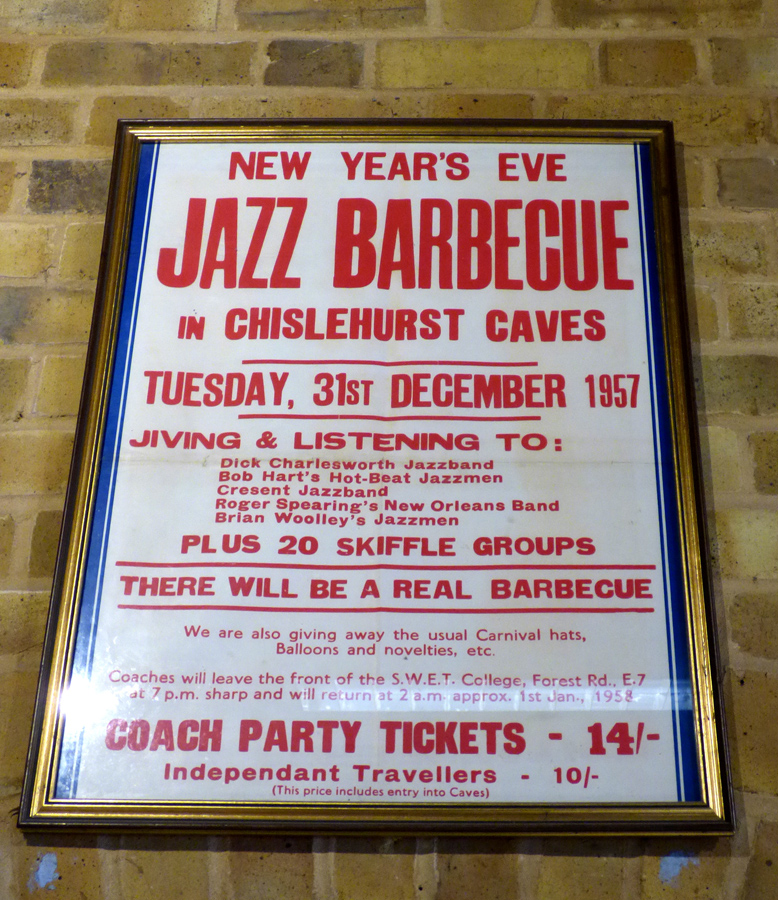 NEW YEAR'S EVE
JAZZ BARBECUE
IN CHISLEHURST CAVES
TUESDAY, 31ST DECEMBER 1957
JIVING & LISTENING TO:
Dick Charlesworth Jazzband
Bob Hart's Hot-Beat Jazzmen
Cresent Jazzband
Roger Spearing's New Orleans Band
Brian Woolley's Jazzmen
PLUS 20 SKIFFLE GROUPS
THERE WILL BE A REAL BARBECUE
We are also giving away the usual Carnival hats,
Balloons and novelties, etc.
Coaches will leave the front of the S.W.E.T. College, Forest Rd., E.7
at 7 p.m. sharp and will return at 2 a.m. approx. 1st Jan., 1958
COACH PARTY TICKETS - 14/-
Independant Travellers - 10/-
(This price includes entry into Caves)